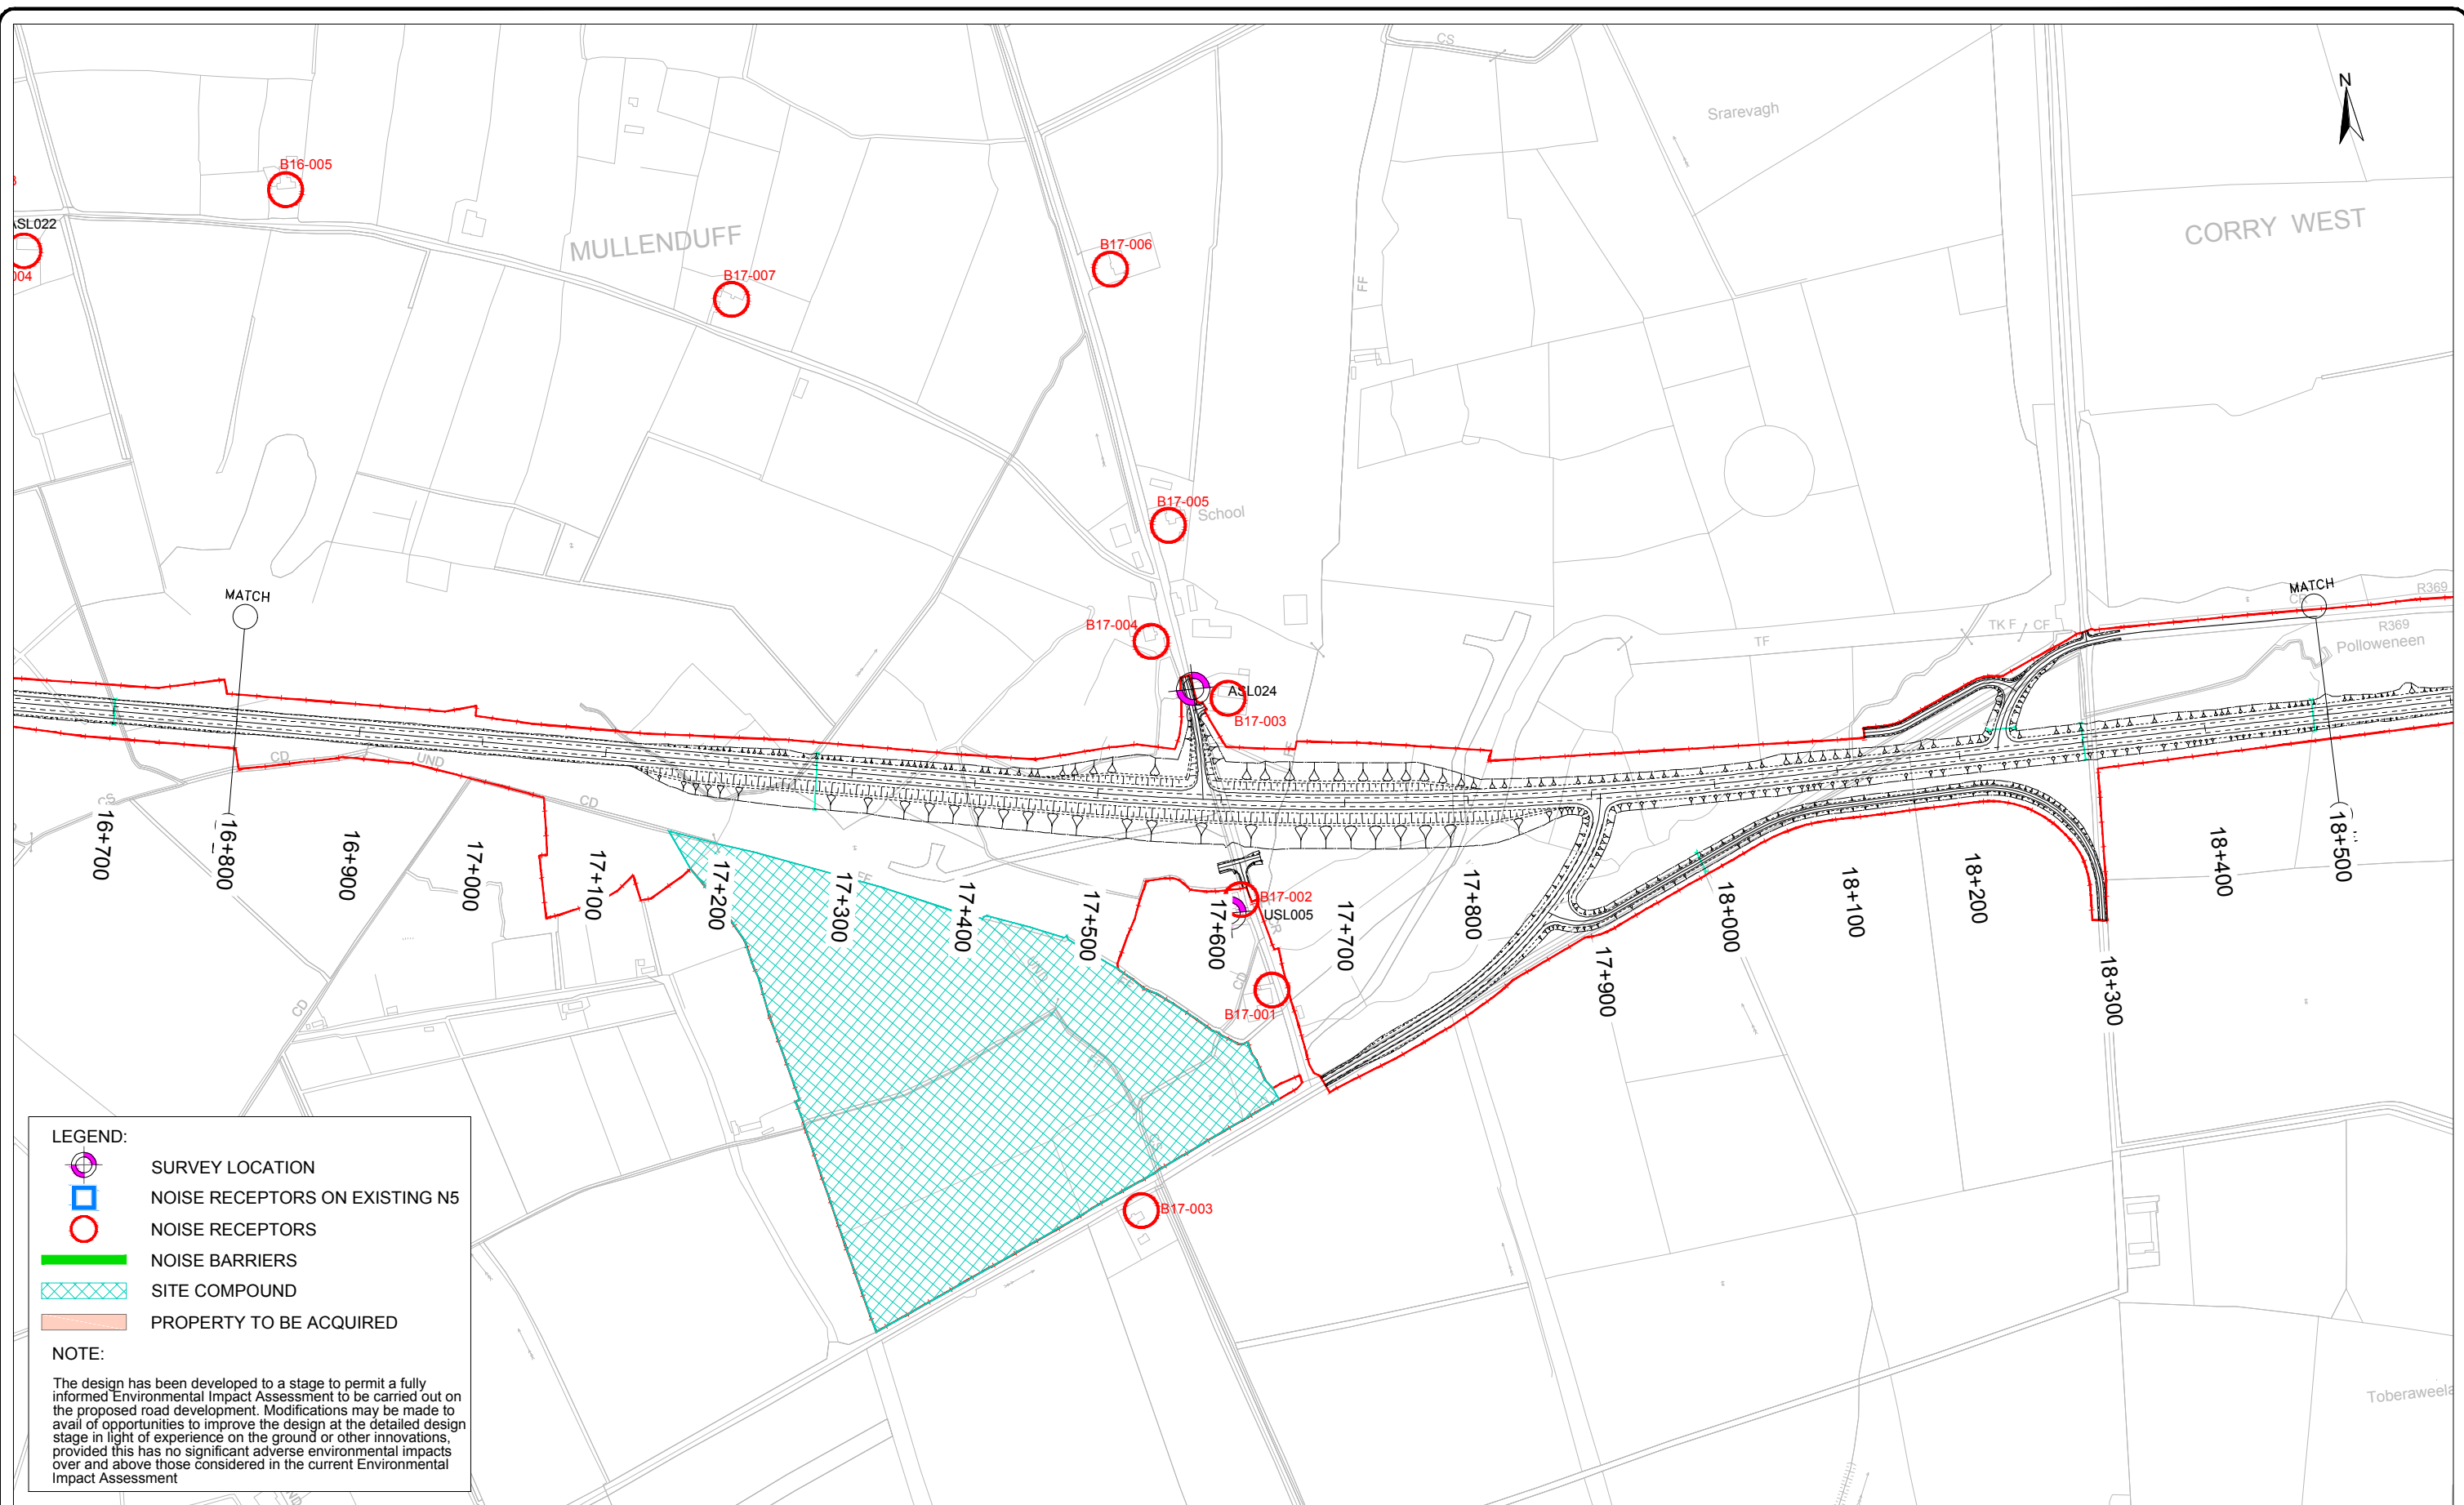 CS
N
Srarevagh
B16-005
ASL022
CORRY WEST
MULLENDUFF
B17-006
B17-007
FF
B17-005
School
MATCH
MATCH
R369
R369
Polloweneen
B17-004
TF
TK F
CF
ASL024
B17-003
CD
UND
CD
CS
16+700
16+800
16+900
17+000
17+100
17+200
17+300
17+400
17+500
17+600
17+700
17+800
17+900
18+000
18+100
18+200
18+300
18+400
18+500
FF
B17-002
USL005
CD
UND
CD
B17-001
B17-003
LEGEND:
SURVEY LOCATION
NOISE RECEPTORS ON EXISTING N5
NOISE RECEPTORS
NOISE BARRIERS
SITE COMPOUND
PROPERTY TO BE ACQUIRED
NOTE:
The design has been developed to a stage to permit a fully
informed Environmental Impact Assessment to be carried out on
the proposed road development. Modifications may be made to
avail of opportunities to improve the design at the detailed design
stage in light of experience on the ground or other innovations,
provided this has no significant adverse environmental impacts
over and above those considered in the current Environmental
Impact Assessment